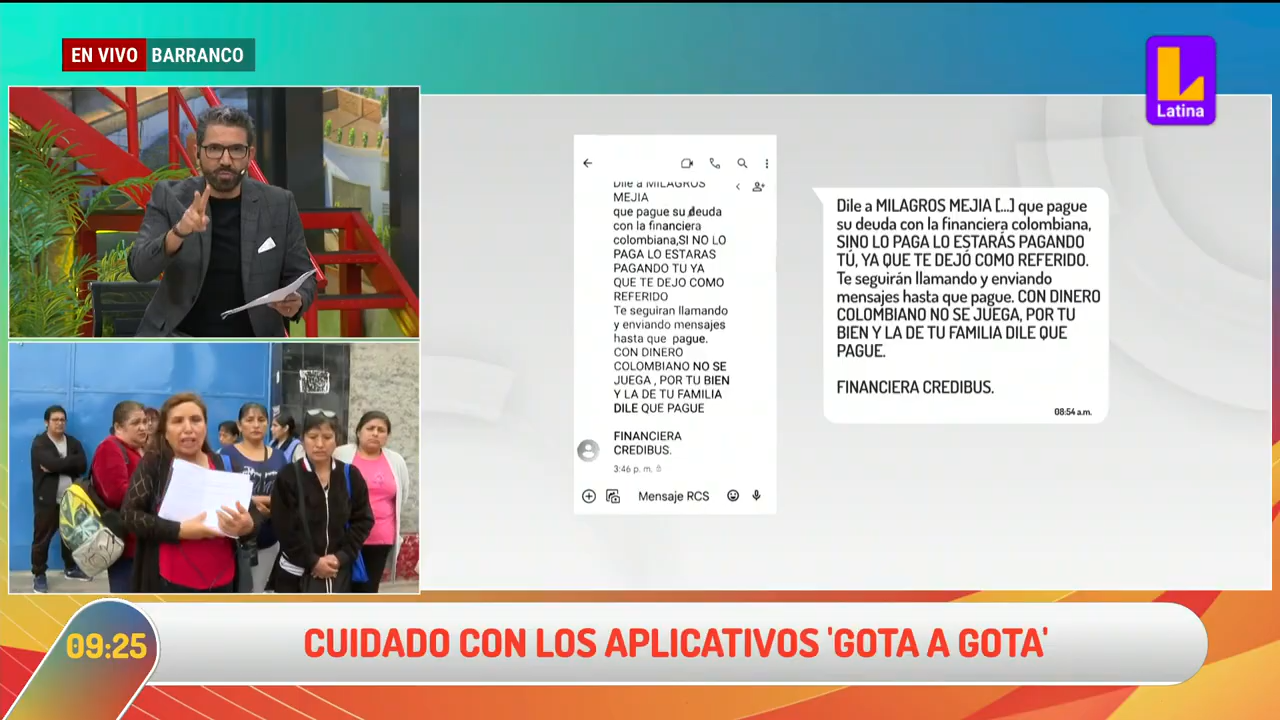 EN VIVO BARRANCO
Latina
Dile a MILAGROS
MEJIA
que pague su deuda
con la financiera
colombiana,SI NO LO
PAGA LO ESTARAS
PAGANDO TU YA
QUE TE DEJO COMO
REFERIDO
Te seguiran llamando
y enviando mensajes
hasta que pague.
CON DINERO
COLOMBIANO NO SE
JUEGA , POR TU BIEN
Y LA DE TU FAMILIA
DILE QUE PAGUE
FINANCIERA
CREDIBUS.
3:46 p. m.
Mensaje RCS
Dile a MILAGROS MEJIA [...] que pague
su deuda con la financiera colombiana,
SINO LO PAGA LO ESTARÁS PAGANDO
TÚ, YA QUE TE DEJÓ COMO REFERIDO.
Te seguirán llamando y enviando
mensajes hasta que pague. CON DINERO
COLOMBIANO NO SE JUEGA, POR TU
BIEN Y LA DE TU FAMILIA DILE QUE
PAGUE.
FINANCIERA CREDIBUS.
08:54 a.m.
09:25
CUIDADO CON LOS APLICATIVOS 'GOTA A GOTA'